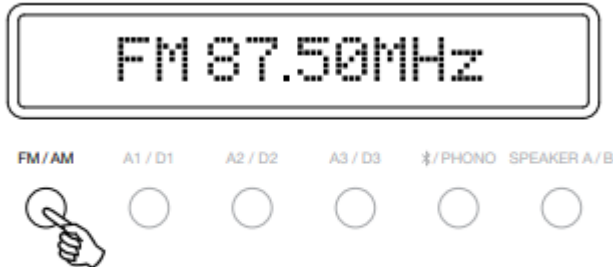 FM 87.50MHz
FM / AM A1 / D1 A2 / D2 A3 / D3 ᛒ/ PHONO SPEAKER A / B